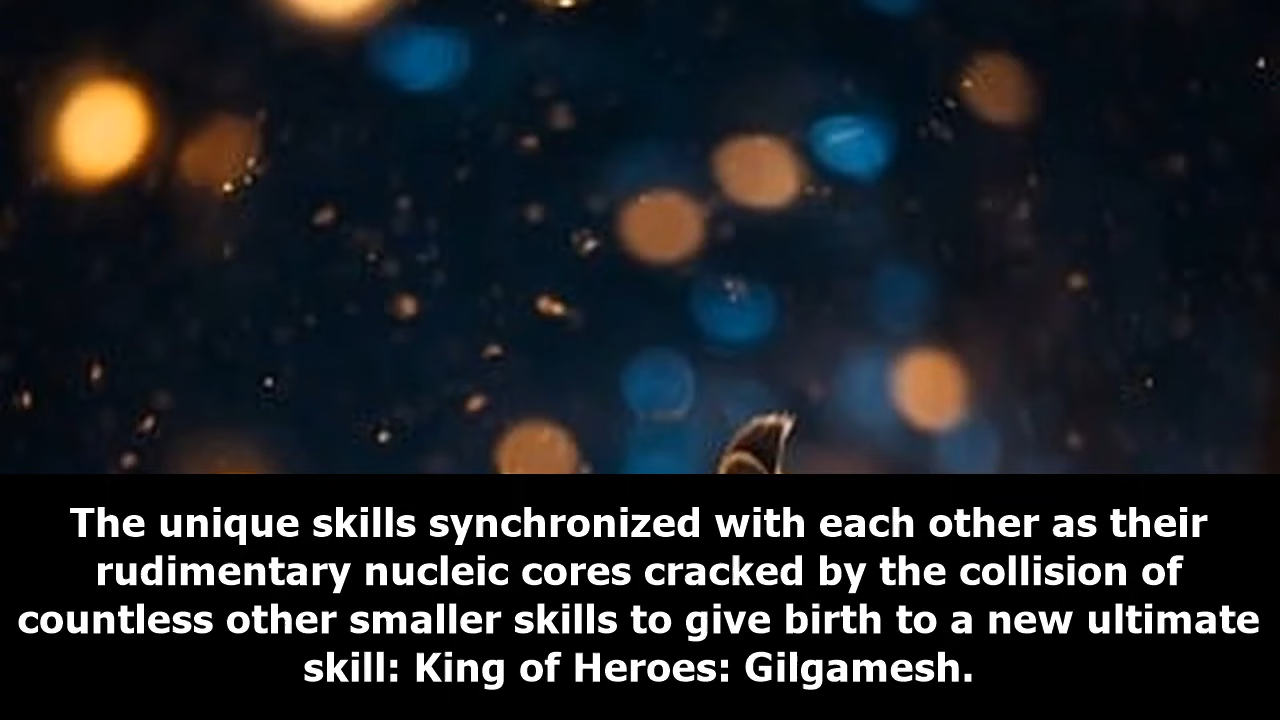 The unique skills synchronized with each other as their
rudimentary nucleic cores cracked by the collision of
countless other smaller skills to give birth to a new ultimate
skill: King of Heroes: Gilgamesh.